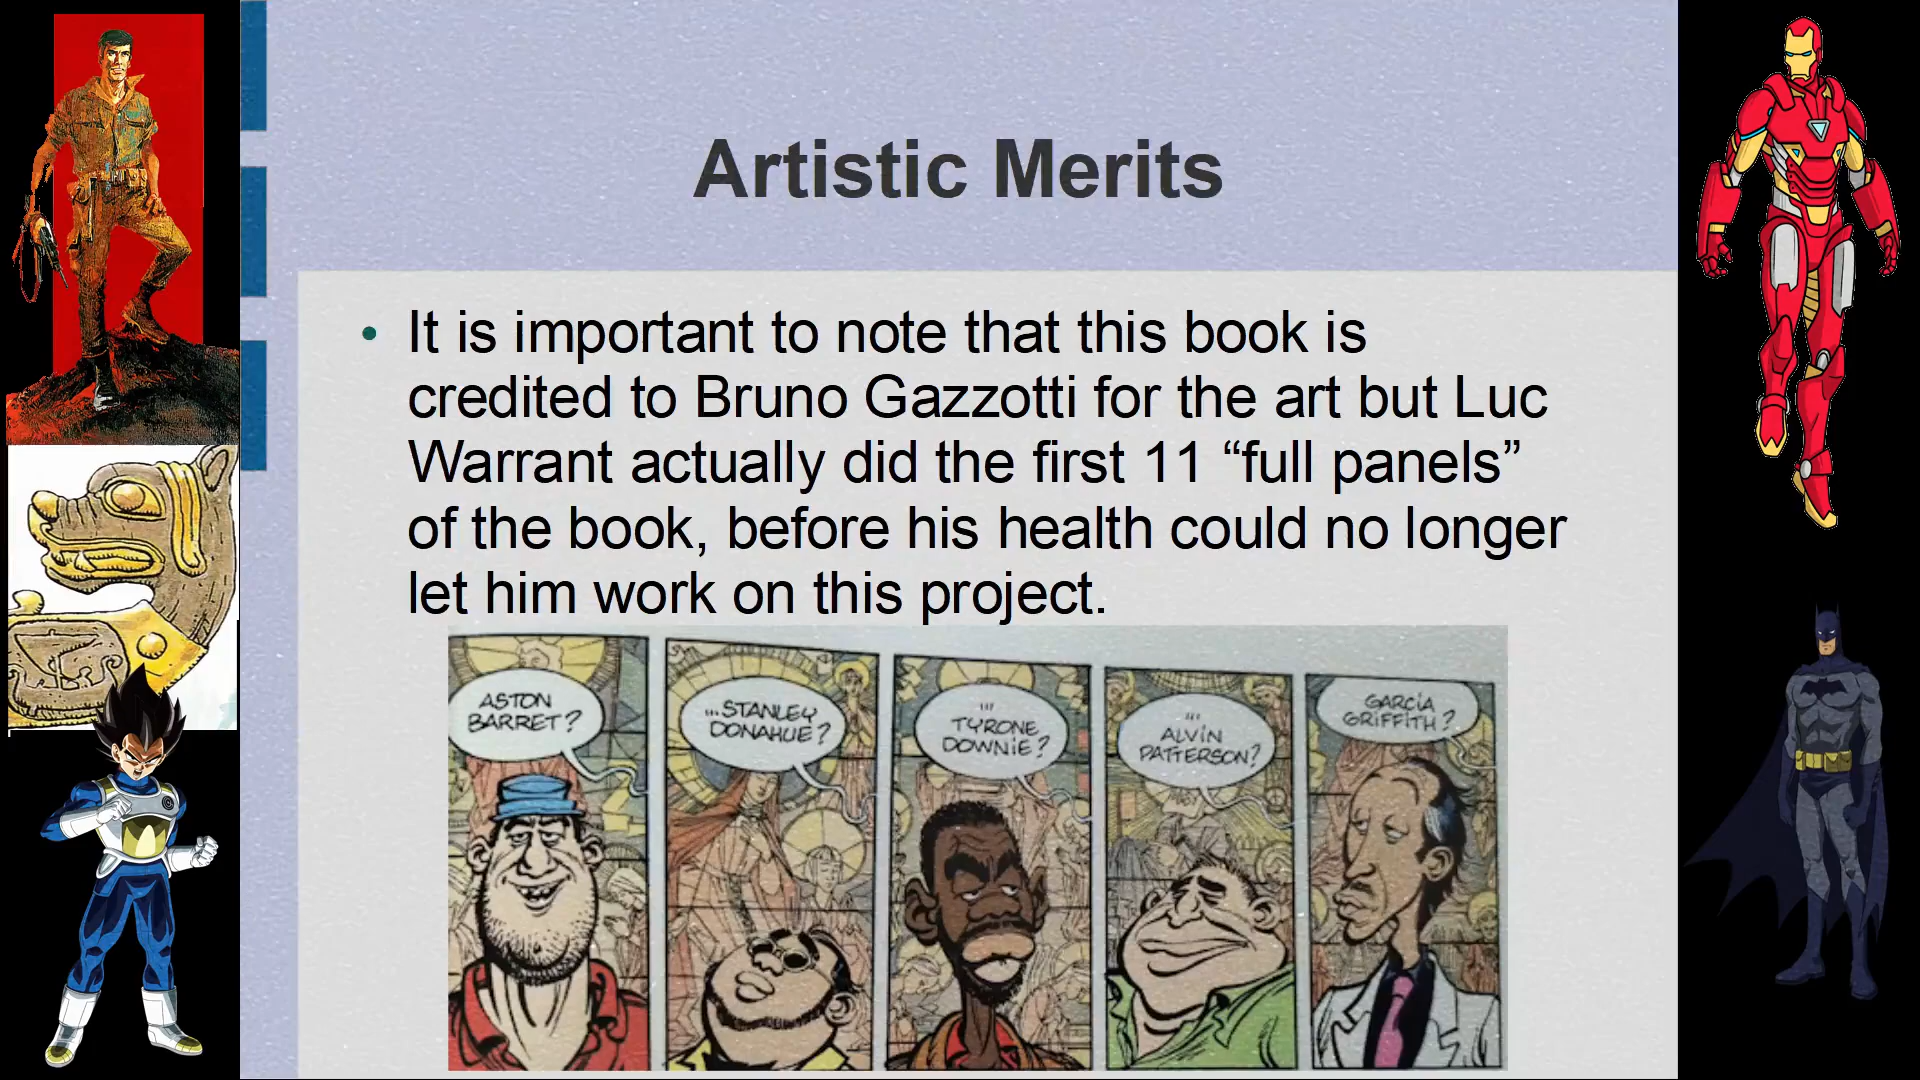 Artistic Merits
• It is important to note that this book is
credited to Bruno Gazzotti for the art but Luc
Warrant actually did the first 11 “full panels”
of the book, before his health could no longer
let him work on this project.
ASTON
BARRET?
...STANLEY
DONAHUE?
...
TYRONE
DOWNIE?
...
ALVIN
PATTERSON?
GARCIA
GRIFFITH?